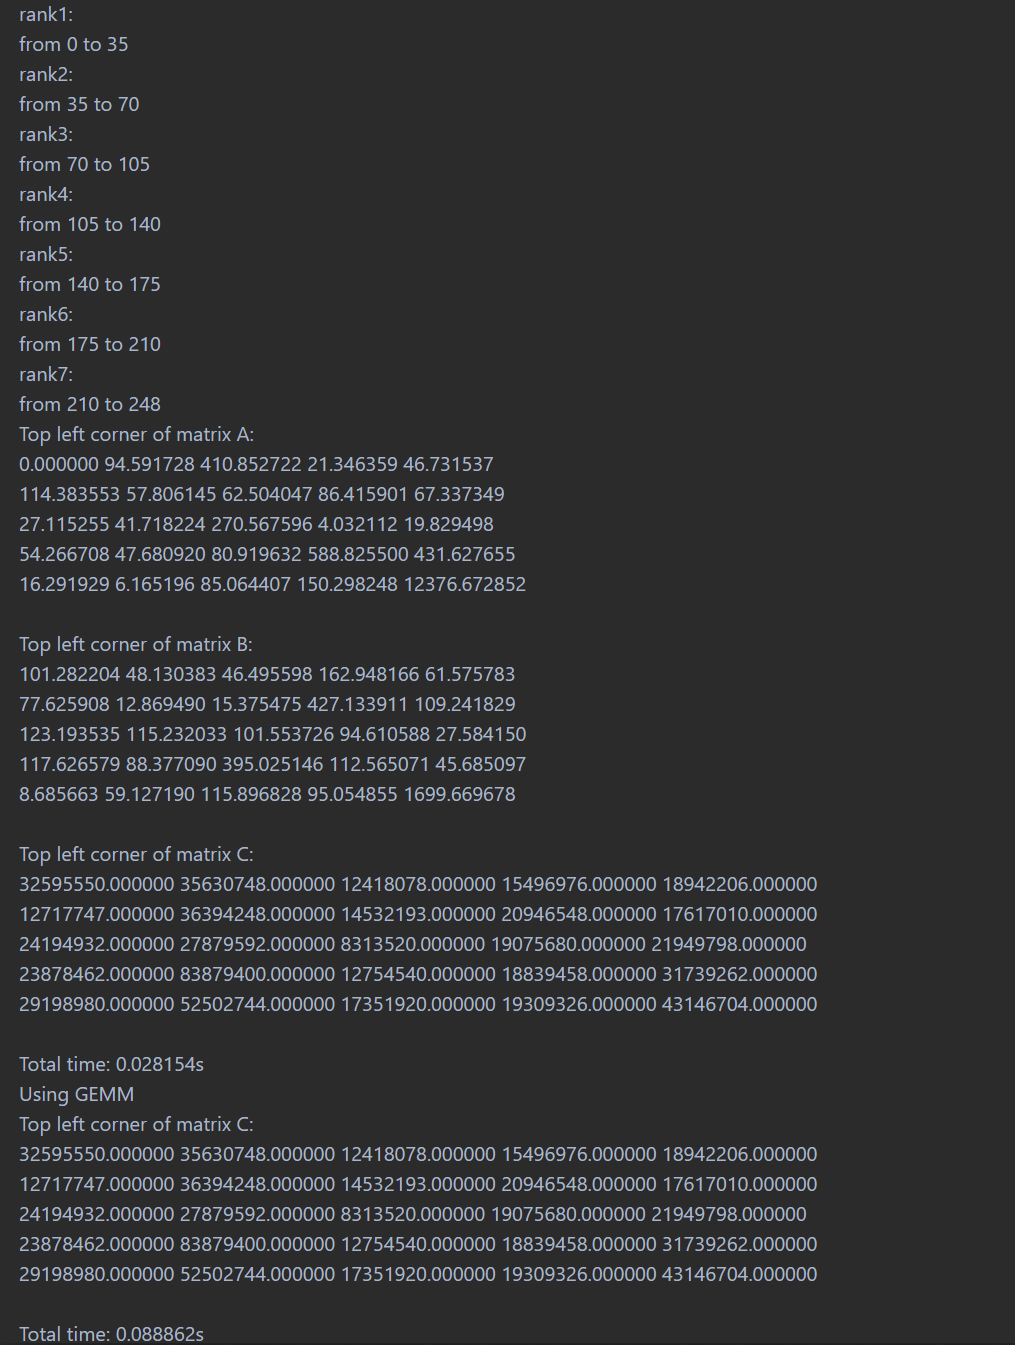 rank1:
from 0 to 35
rank2:
from 35 to 70
rank3:
from 70 to 105
rank4:
from 105 to 140
rank5:
from 140 to 175
rank6:
from 175 to 210
rank7:
from 210 to 248
Top left corner of matrix A:
0.000000 94.591728 410.852722 21.346359 46.731537
114.383553 57.806145 62.504047 86.415901 67.337349
27.115255 41.718224 270.567596 4.032112 19.829498
54.266708 47.680920 80.919632 588.825500 431.627655
16.291929 6.165196 85.064407 150.298248 12376.672852

Top left corner of matrix B:
101.282204 48.130383 46.495598 162.948166 61.575783
77.625908 12.869490 15.375475 427.133911 109.241829
123.193535 115.232033 101.553726 94.610588 27.584150
117.626579 88.377090 395.025146 112.565071 45.685097
8.685663 59.127190 115.896828 95.054855 1699.669678

Top left corner of matrix C:
32595550.000000 35630748.000000 12418078.000000 15496976.000000 18942206.000000
12717747.000000 36394248.000000 14532193.000000 20946548.000000 17617010.000000
24194932.000000 27879592.000000 8313520.000000 19075680.000000 21949798.000000
23878462.000000 83879400.000000 12754540.000000 18839458.000000 31739262.000000
29198980.000000 52502744.000000 17351920.000000 19309326.000000 43146704.000000

Total time: 0.028154s
Using GEMM
Top left corner of matrix C:
32595550.000000 35630748.000000 12418078.000000 15496976.000000 18942206.000000
12717747.000000 36394248.000000 14532193.000000 20946548.000000 17617010.000000
24194932.000000 27879592.000000 8313520.000000 19075680.000000 21949798.000000
23878462.000000 83879400.000000 12754540.000000 18839458.000000 31739262.000000
29198980.000000 52502744.000000 17351920.000000 19309326.000000 43146704.000000

Total time: 0.088862s